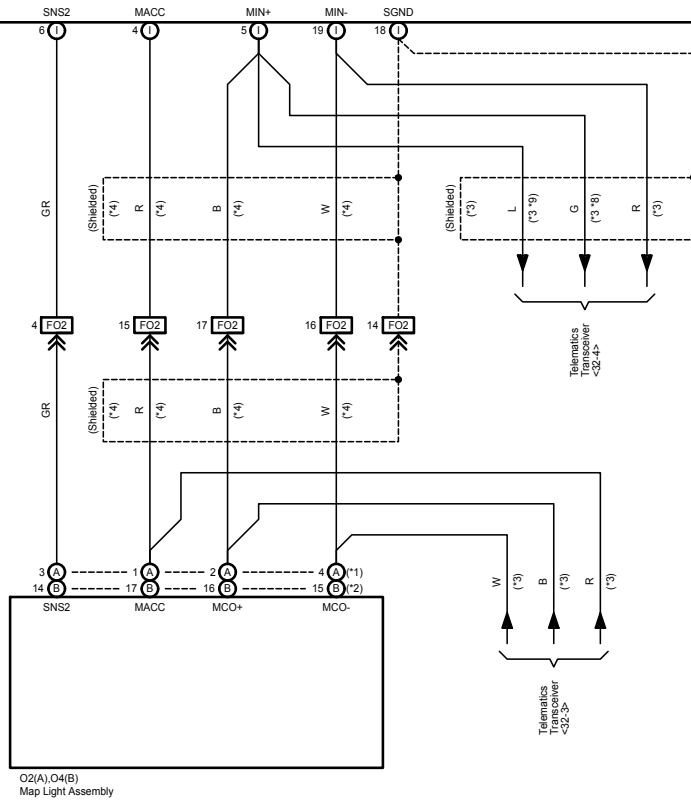 SNS2 MACC MIN+ MIN- SGND
6 I 4 I 5 I 19 I 18 I
GR (Shielded) (*4) R (*4) B (*4) W (*4) (Shielded) (*3) L (*3 *9) G (*3 *8) R (*3)
4 FO2 15 FO2 17 FO2 16 FO2 14 FO2
Telematics
Transceiver
<32-4>
GR (Shielded) (*4) R (*4) B (*4) W (*4)
3 A 1 A 2 A 4 A (*1)
14 B 17 B 16 B 15 B (*2)
W (*3) B (*3) R (*3)
SNS2 MACC MCO+ MCO-
Telematics
Transceiver
<32-3>
O2(A),O4(B)
Map Light Assembly